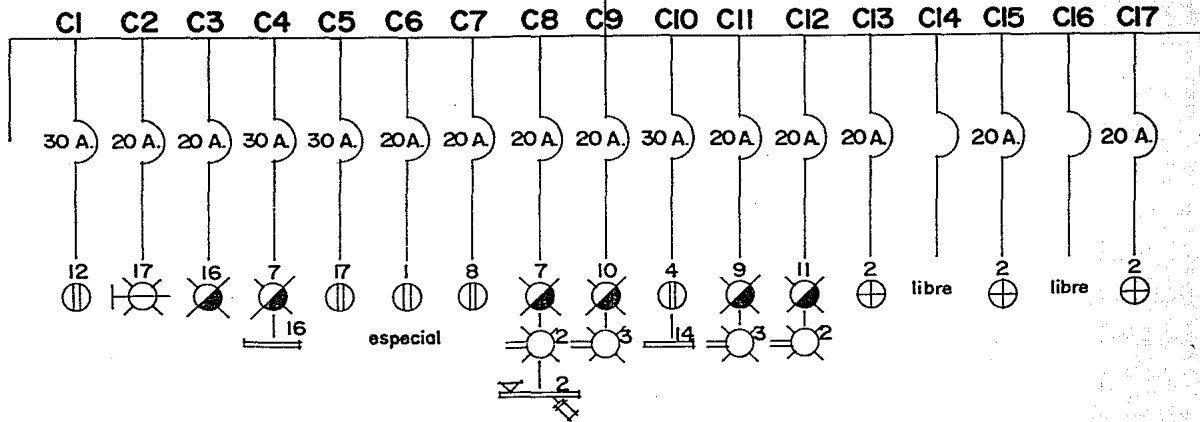 C1 C2 C3 C4 C5 C6 C7 C8 C9 C10 C11 C12 C13 C14 C15 C16 C17
30 A. 20 A. 20 A. 30 A. 30 A. 20 A. 20 A. 20 A. 20 A. 30 A. 20 A. 20 A. 20 A. 20 A. 20 A.
12 17 16 7 17 1 8 7 10 4 9 11 2 2 2
libre libre
16 especial 2 3 14 3 2
2